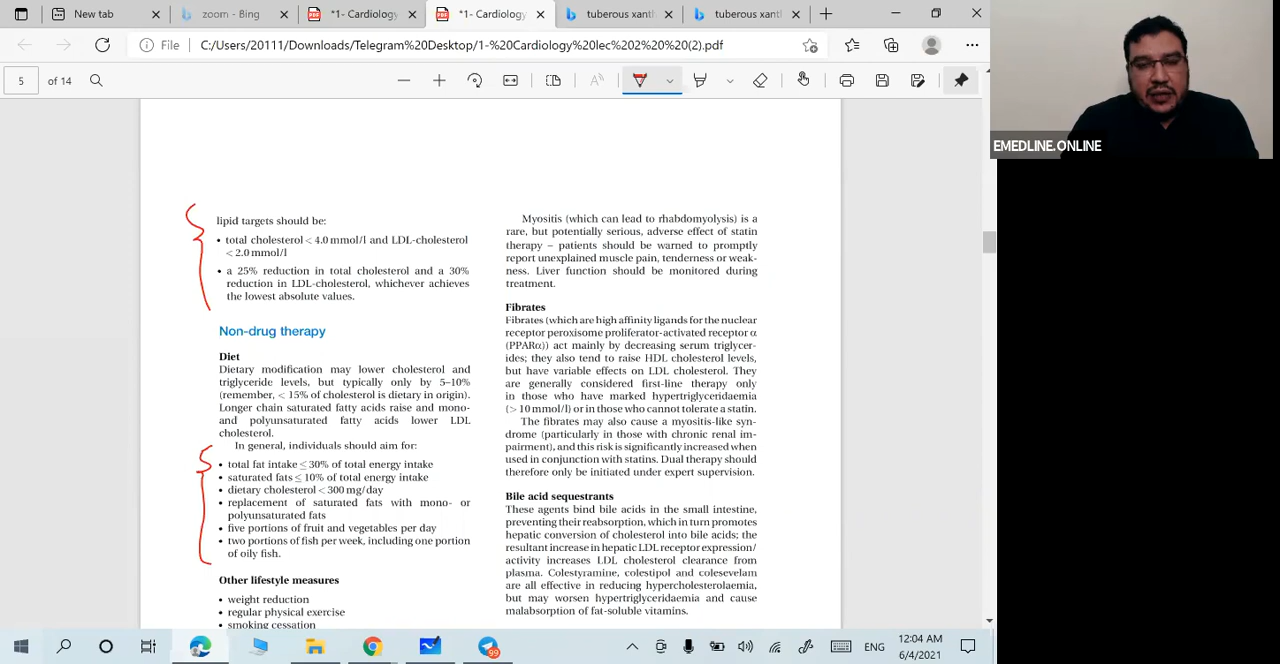 New tab
zoom - Bing
*1- Cardiology
*1- Cardiology
tuberous xanth
tuberous xanth
File
C:/Users/20111/Downloads/Telegram%20Desktop/1-%20Cardiology%20lec%202%20%20(2).pdf
5
of 14
EMEDLINE.ONLINE
lipid targets should be:
• total cholesterol < 4.0 mmol/l and LDL-cholesterol
< 2.0 mmol/l
• a 25% reduction in total cholesterol and a 30%
reduction in LDL-cholesterol, whichever achieves
the lowest absolute values.
Non-drug therapy
Diet
Dietary modification may lower cholesterol and
triglyceride levels, but typically only by 5–10%
(remember, < 15% of cholesterol is dietary in origin).
Longer chain saturated fatty acids raise and mono-
and polyunsaturated fatty acids lower LDL
cholesterol.
In general, individuals should aim for:
• total fat intake ≤ 30% of total energy intake
• saturated fats ≤ 10% of total energy intake
• dietary cholesterol < 300 mg/day
• replacement of saturated fats with mono- or
polyunsaturated fats
• five portions of fruit and vegetables per day
• two portions of fish per week, including one portion
of oily fish.
Other lifestyle measures
• weight reduction
• regular physical exercise
• smoking cessation
Myositis (which can lead to rhabdomyolysis) is a
rare, but potentially serious, adverse effect of statin
therapy – patients should be warned to promptly
report unexplained muscle pain, tenderness or weak-
ness. Liver function should be monitored during
treatment.
Fibrates
Fibrates (which are high affinity ligands for the nuclear
receptor peroxisome proliferator-activated receptor α
(PPARα)) act mainly by decreasing serum triglycer-
ides; they also tend to raise HDL cholesterol levels,
but have variable effects on LDL cholesterol. They
are generally considered first-line therapy only
in those who have marked hypertriglyceridaemia
(> 10 mmol/l) or in those who cannot tolerate a statin.
The fibrates may also cause a myositis-like syn-
drome (particularly in those with chronic renal im-
pairment), and this risk is significantly increased when
used in conjunction with statins. Dual therapy should
therefore only be initiated under expert supervision.
Bile acid sequestrants
These agents bind bile acids in the small intestine,
preventing their reabsorption, which in turn promotes
hepatic conversion of cholesterol into bile acids; the
resultant increase in hepatic LDL receptor expression/
activity increases LDL cholesterol clearance from
plasma. Colestyramine, colestipol and colesevelam
are all effective in reducing hypercholesterolaemia,
but may worsen hypertriglyceridaemia and cause
malabsorption of fat-soluble vitamins.
99
ENG
12:04 AM
6/4/2021